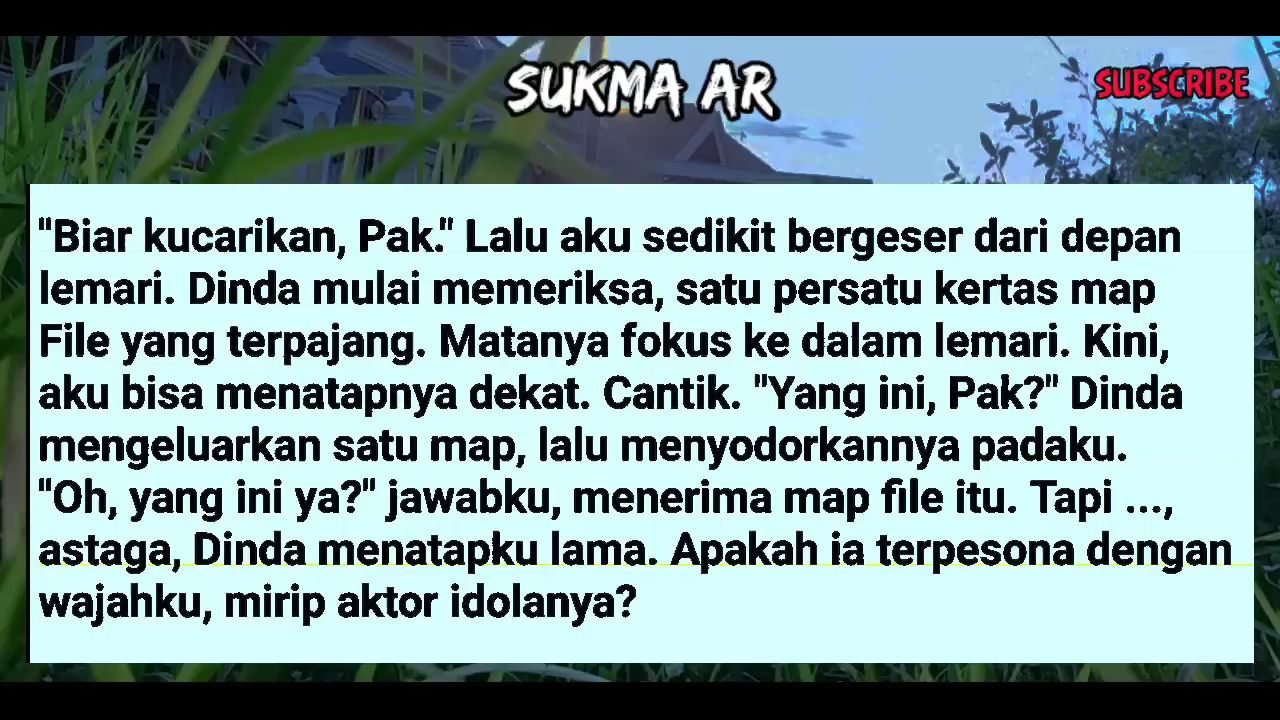 SUKMA AR
SUBSCRIBE
"Biar kucarikan, Pak." Lalu aku sedikit bergeser dari depan
lemari. Dinda mulai memeriksa, satu persatu kertas map
File yang terpajang. Matanya fokus ke dalam lemari. Kini,
aku bisa menatapnya dekat. Cantik. "Yang ini, Pak?" Dinda
mengeluarkan satu map, lalu menyodorkannya padaku.
"Oh, yang ini ya?" jawabku, menerima map file itu. Tapi ...,
astaga, Dinda menatapku lama. Apakah ia terpesona dengan
wajahku, mirip aktor idolanya?